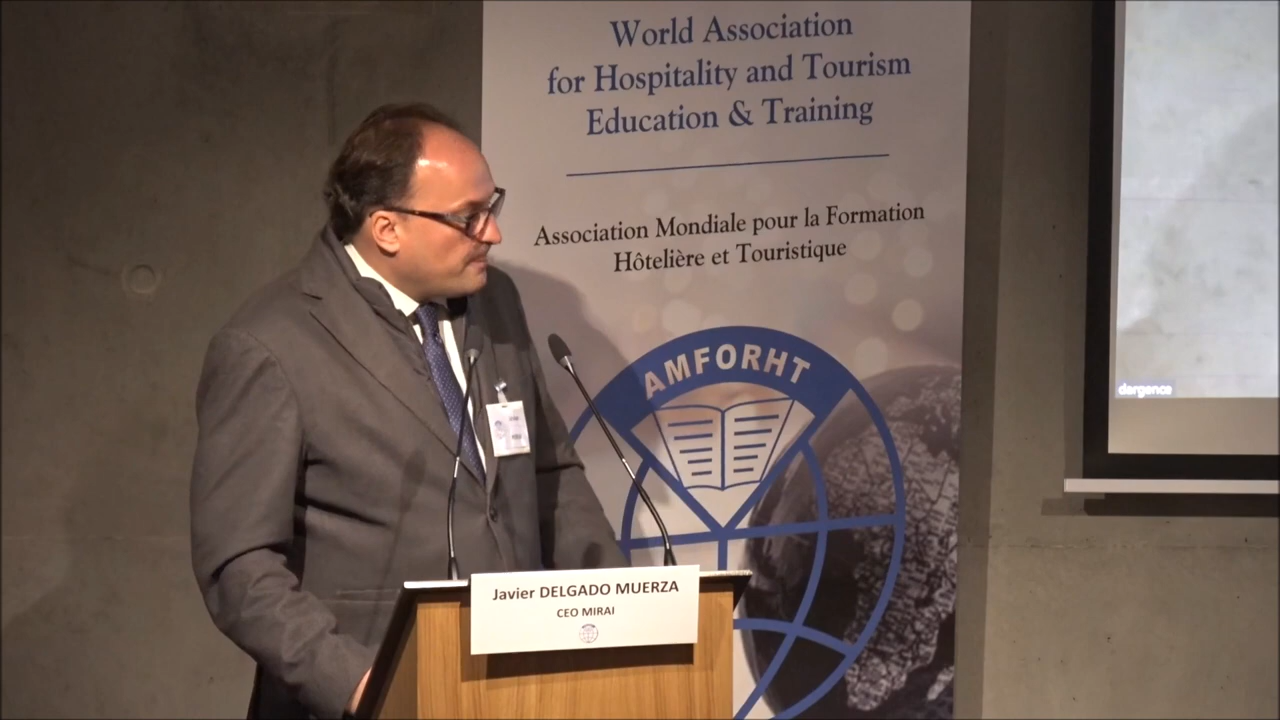 World Association
for Hospitality and Tourism
Education & Training
Association Mondiale pour la Formation
Hôtelière et Touristique
AMFORHT
dargence
Javier DELGADO MUERZA
CEO MIRAI